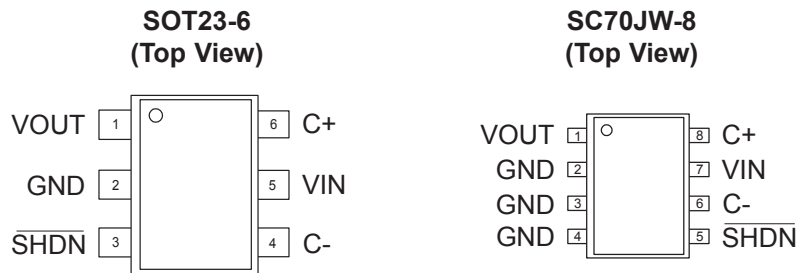 SOT23-6
(Top View)
VOUT 1 6 C+
GND 2 5 VIN
SHDN 3 4 C-
SC70JW-8
(Top View)
VOUT 1 8 C+
GND 2 7 VIN
GND 3 6 C-
GND 4 5 SHDN